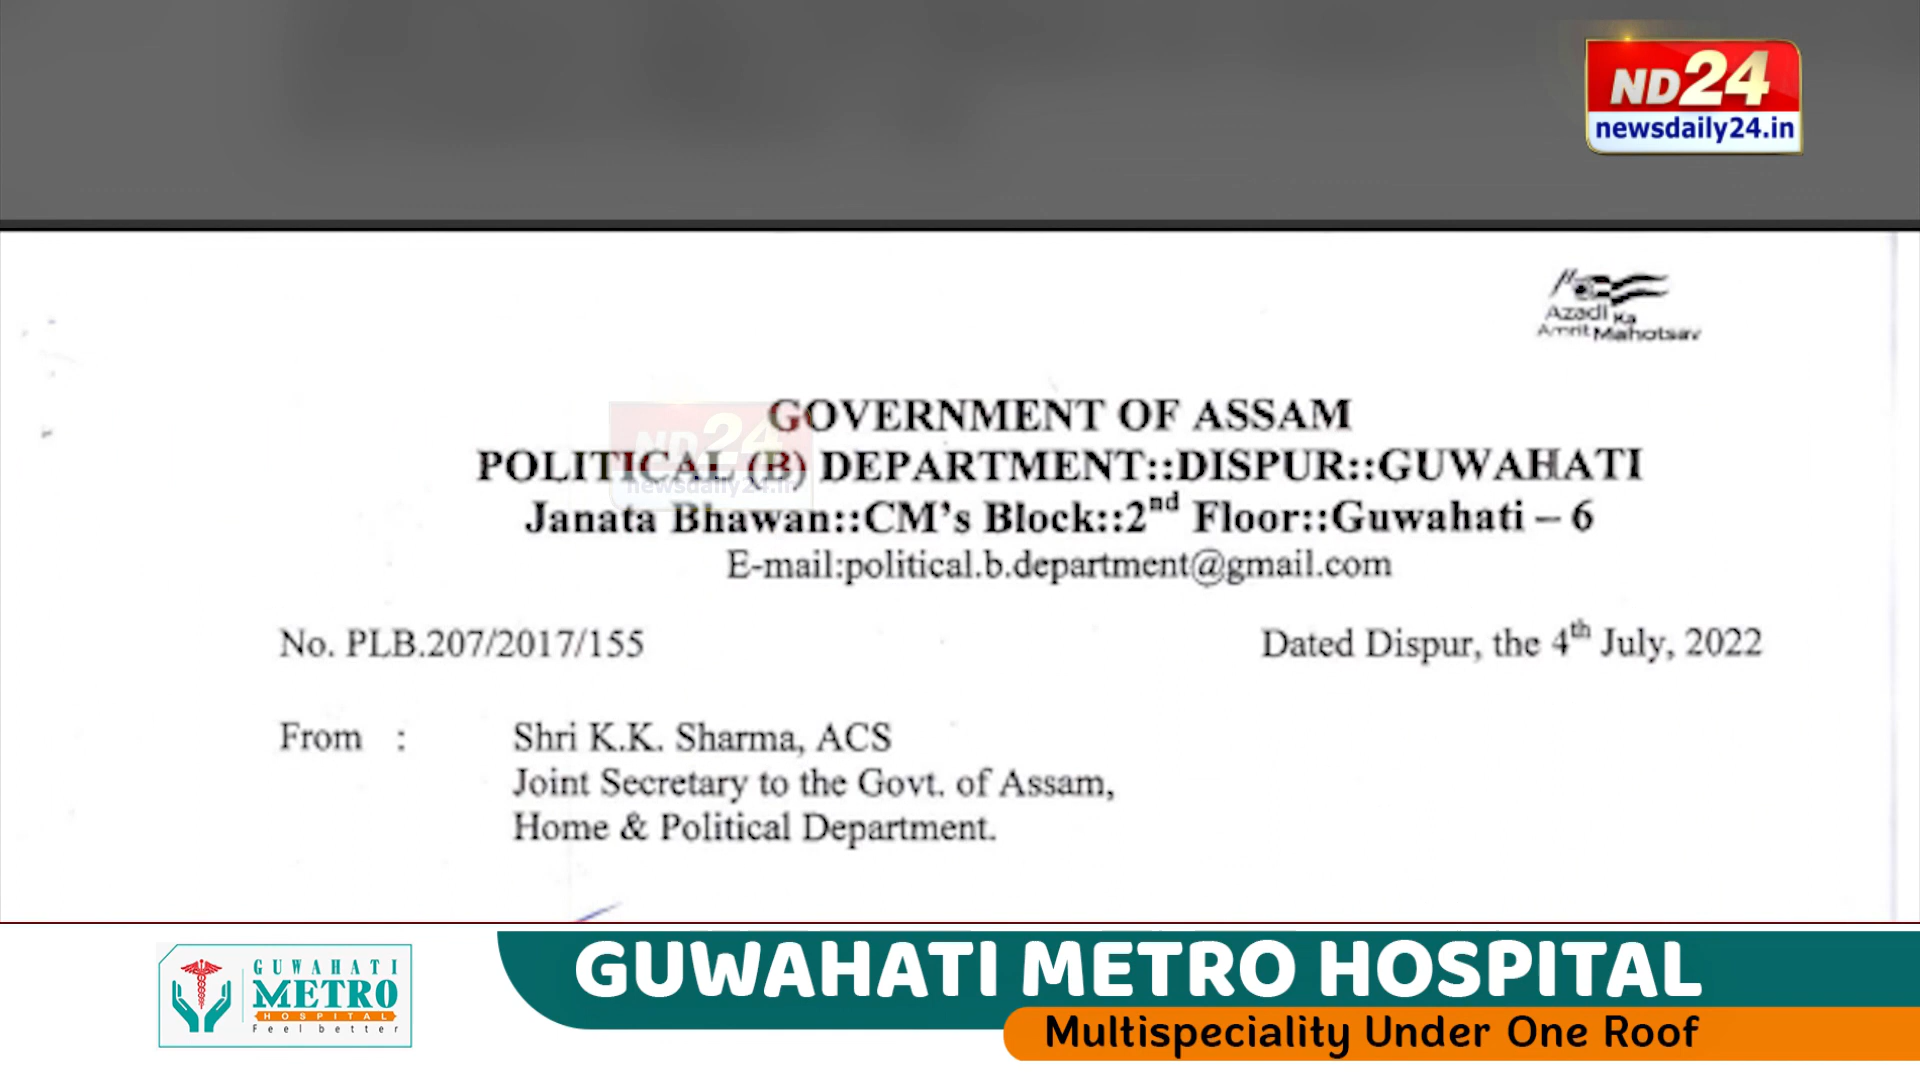 ND24
newsdaily24.in
Azadi Ka
Amrit Mahotsav
GOVERNMENT OF ASSAM
POLITICAL (B) DEPARTMENT::DISPUR::GUWAHATI
Janata Bhawan::CM's Block::2nd Floor::Guwahati – 6
E-mail:political.b.department@gmail.com
No. PLB.207/2017/155 Dated Dispur, the 4th July, 2022
From : Shri K.K. Sharma, ACS
Joint Secretary to the Govt. of Assam,
Home & Political Department.
ND24
newsdaily24.in
GUWAHATI
METRO
HOSPITAL
Feel better
GUWAHATI METRO HOSPITAL
Multispeciality Under One Roof